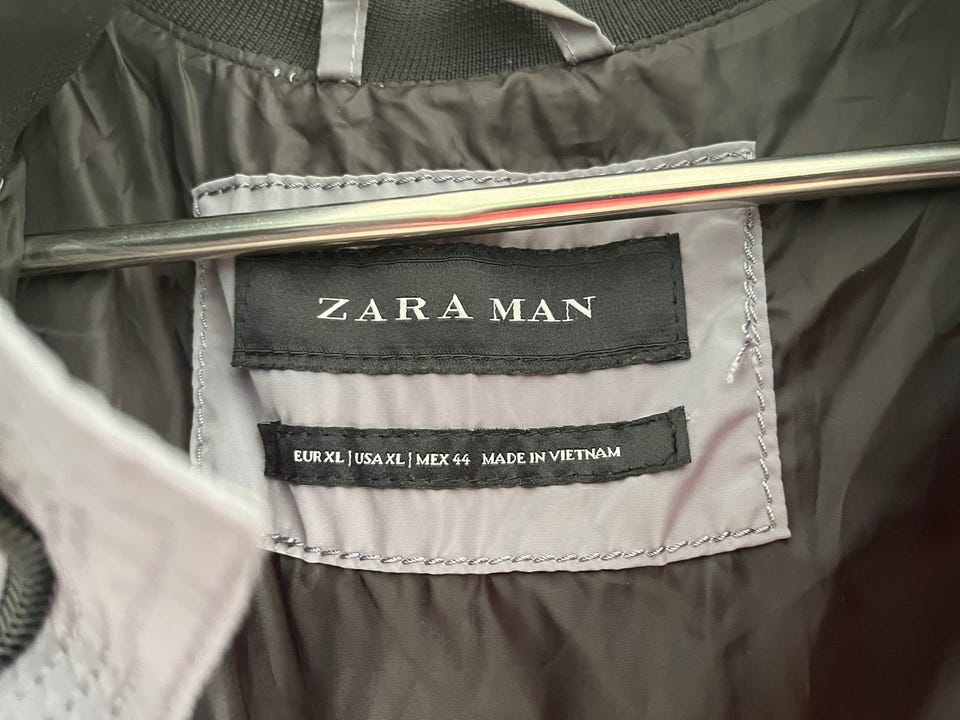 ZARA MAN
EUR XL | USA XL | MEX 44 MADE IN VIETNAM